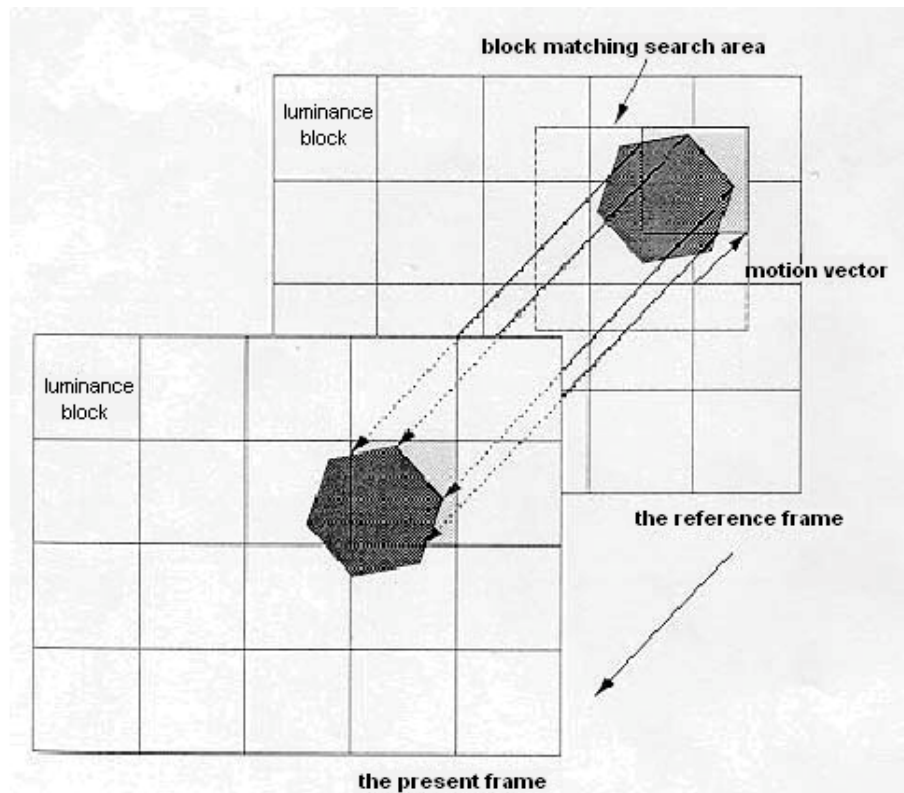 block matching search area
luminance
block
motion vector
luminance
block
the reference frame
the present frame